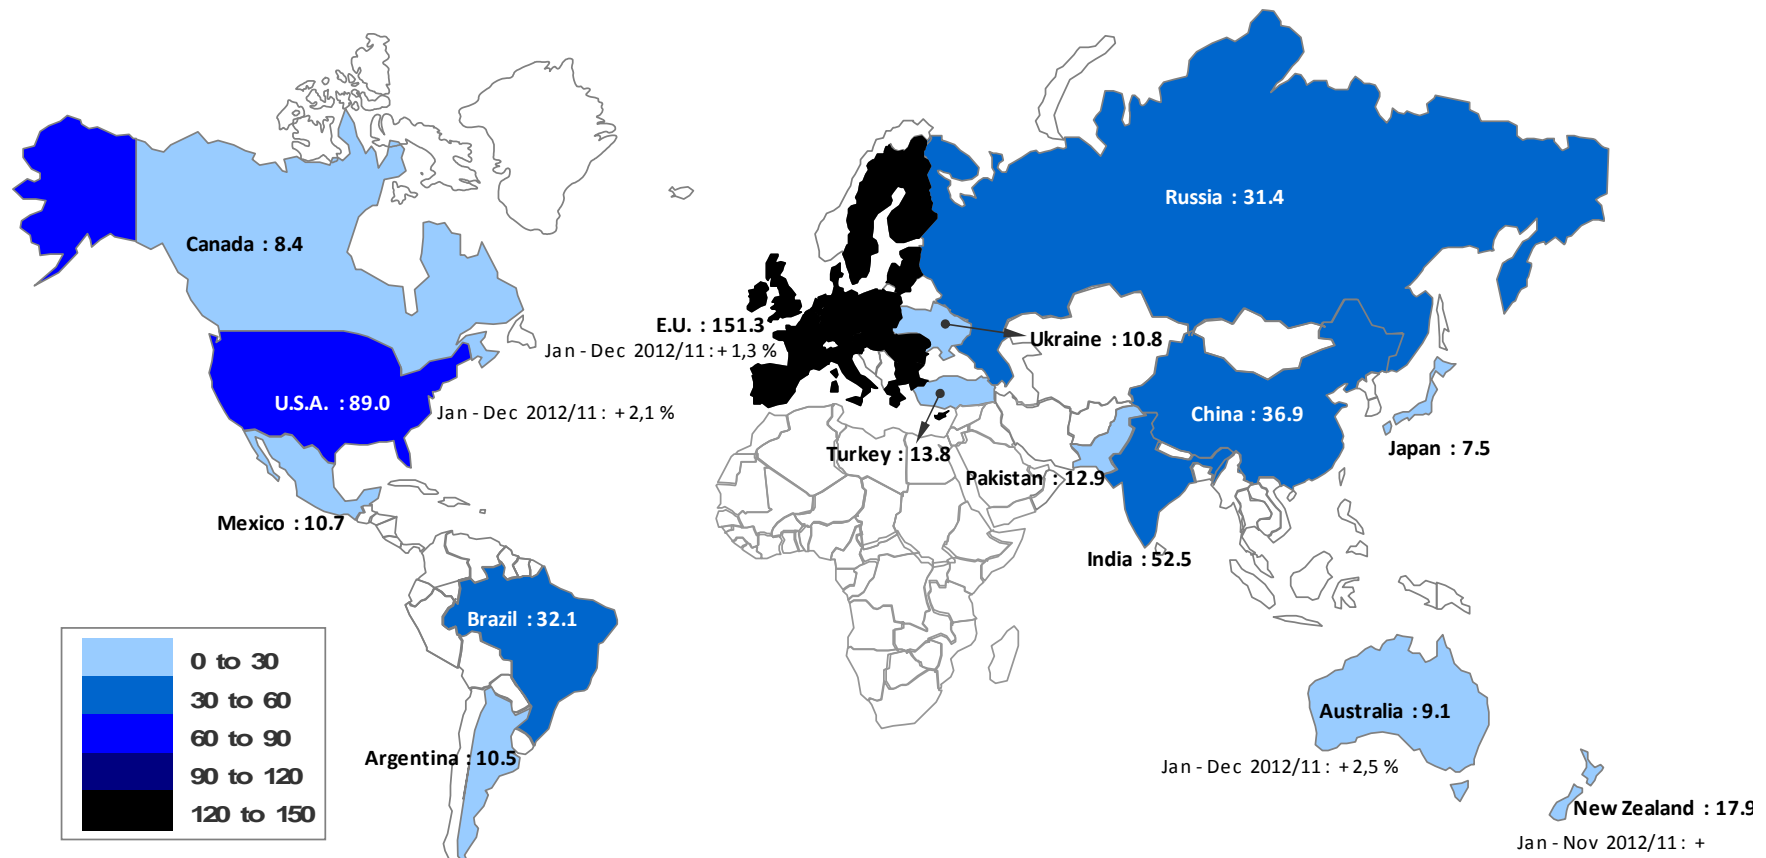 Russia : 31.4
Canada : 8.4
E.U. : 151.3
Jan - Dec 2012/11 : + 1,3 %
Ukraine : 10.8
U.S.A. : 89.0
Jan - Dec 2012/11 : + 2,1 %
China : 36.9
Japan : 7.5
Turkey : 13.8
Pakistan : 12.9
Mexico : 10.7
India : 52.5
Brazil : 32.1
0 to 30
30 to 60
60 to 90
90 to 120
120 to 150
Argentina : 10.5
Australia : 9.1
Jan - Dec 2012/11 : + 2,5 %
New Zealand : 17.9
Jan - Nov 2012/11 : +